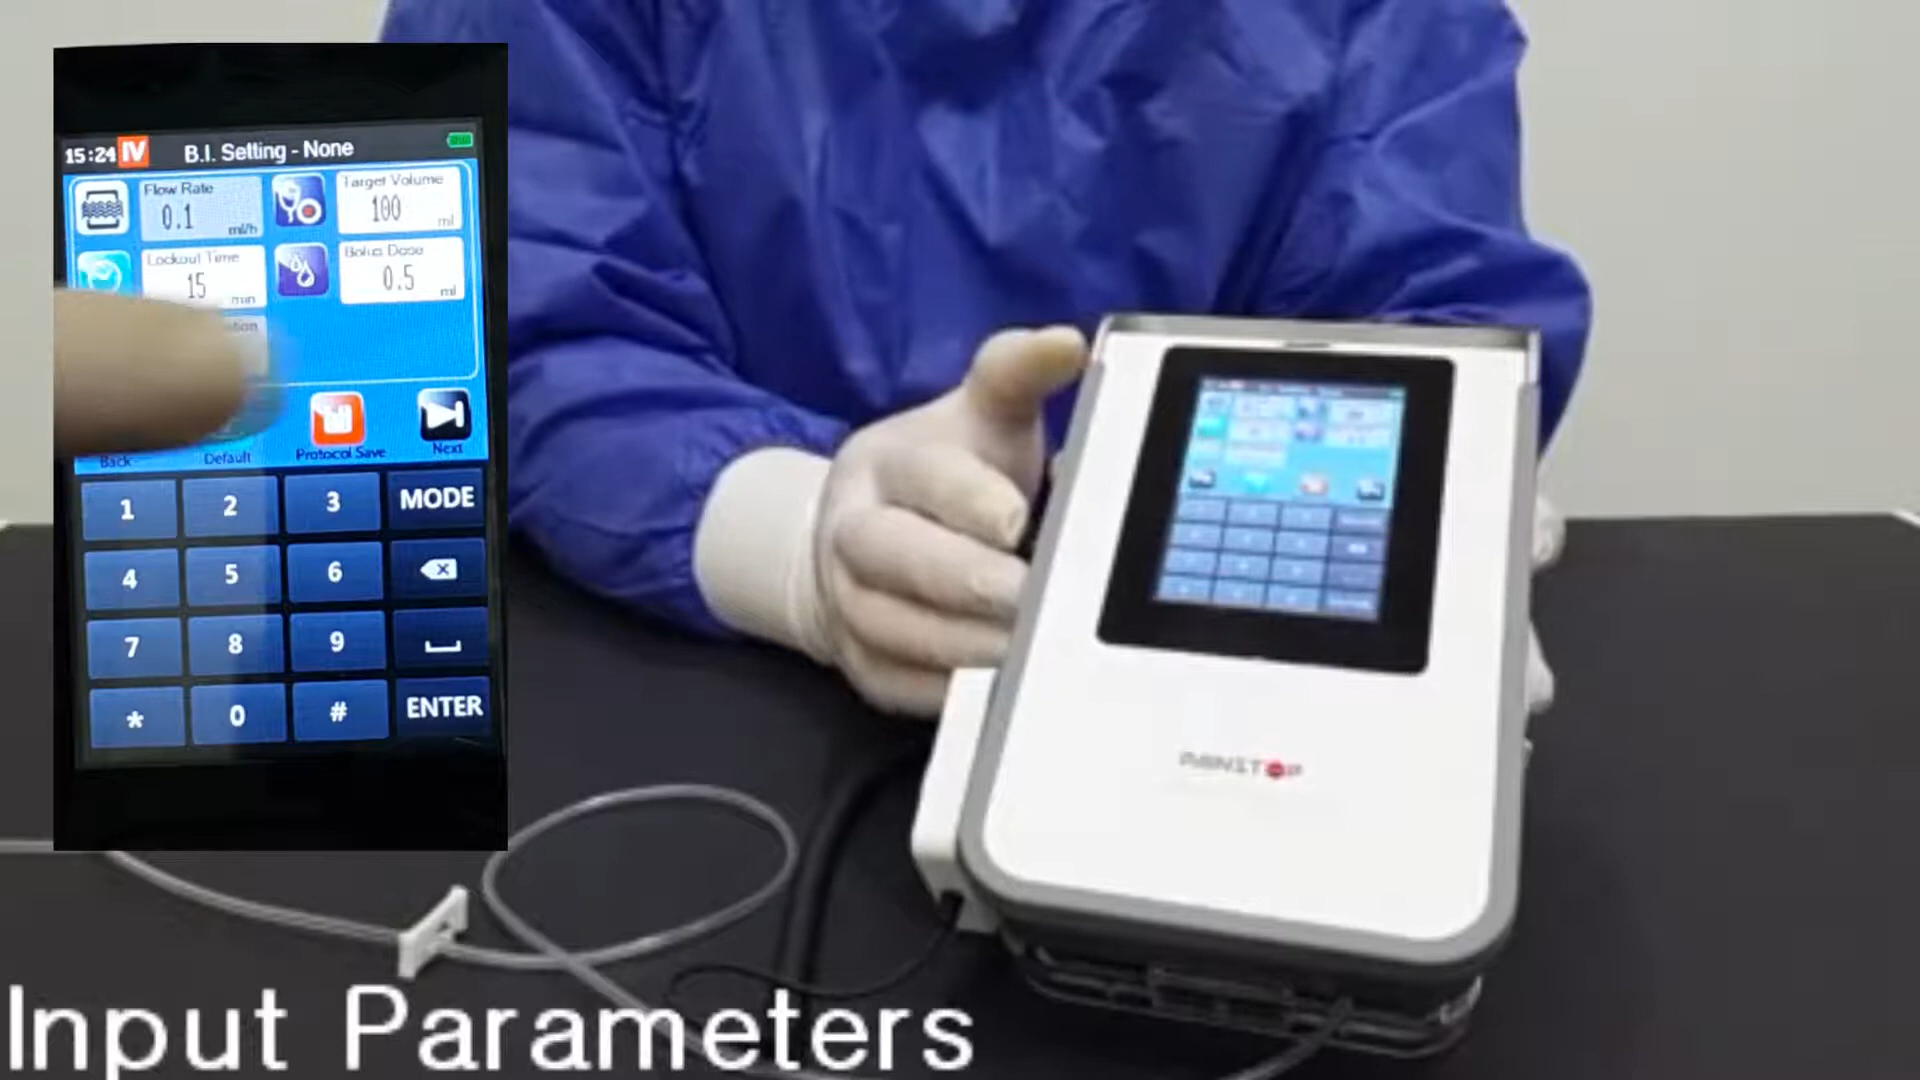 15:24 IV B.I. Setting - None
Flow Rate
0.1 ml/h
Target Volume
100 ml
Lockout Time
15 min
Bolus Dose
0.5 ml
Back
Default
Protocol Save
Next
1 2 3 MODE
4 5 6
7 8 9
* 0 # ENTER
PAINSTOP
Input Parameters